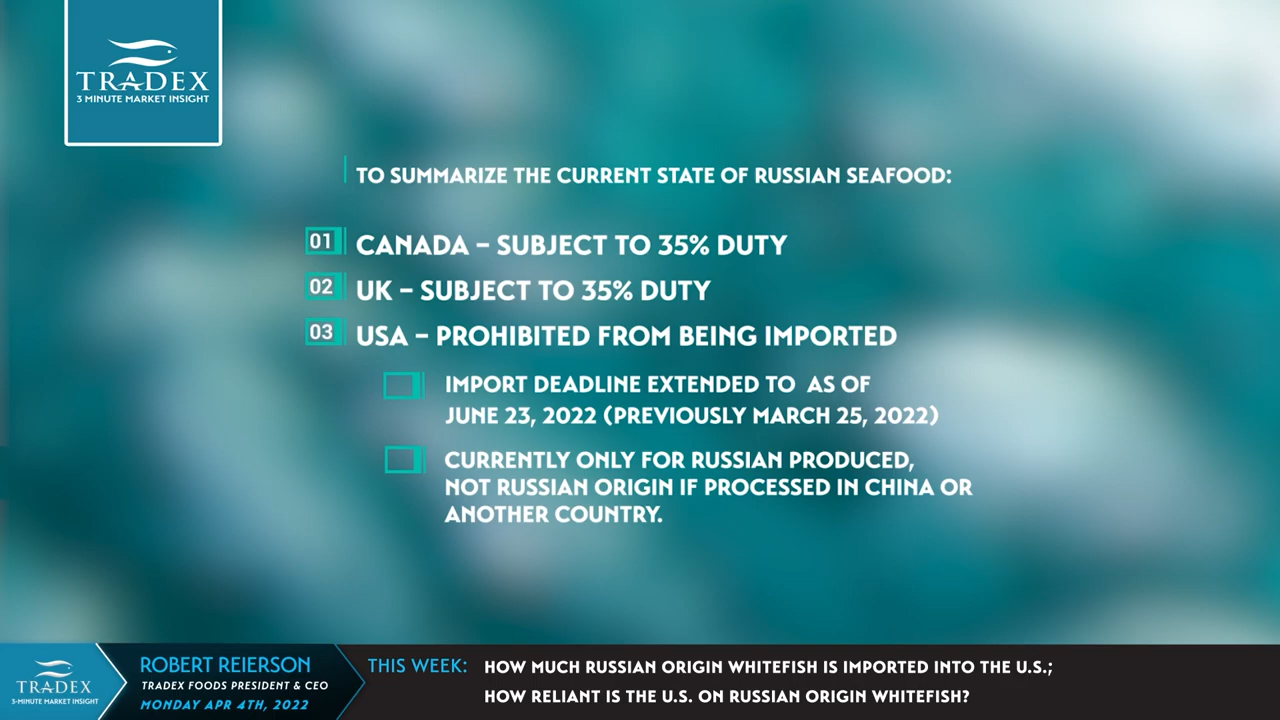 TRADEX
3 MINUTE MARKET INSIGHT
TO SUMMARIZE THE CURRENT STATE OF RUSSIAN SEAFOOD:
01 CANADA – SUBJECT TO 35% DUTY
02 UK – SUBJECT TO 35% DUTY
03 USA – PROHIBITED FROM BEING IMPORTED
IMPORT DEADLINE EXTENDED TO AS OF
JUNE 23, 2022 (PREVIOUSLY MARCH 25, 2022)
CURRENTLY ONLY FOR RUSSIAN PRODUCED,
NOT RUSSIAN ORIGIN IF PROCESSED IN CHINA OR
ANOTHER COUNTRY.
TRADEX
3-MINUTE MARKET INSIGHT
ROBERT REIERSON
TRADEX FOODS PRESIDENT & CEO
MONDAY APR 4TH, 2022
THIS WEEK: HOW MUCH RUSSIAN ORIGIN WHITEFISH IS IMPORTED INTO THE U.S.;
HOW RELIANT IS THE U.S. ON RUSSIAN ORIGIN WHITEFISH?